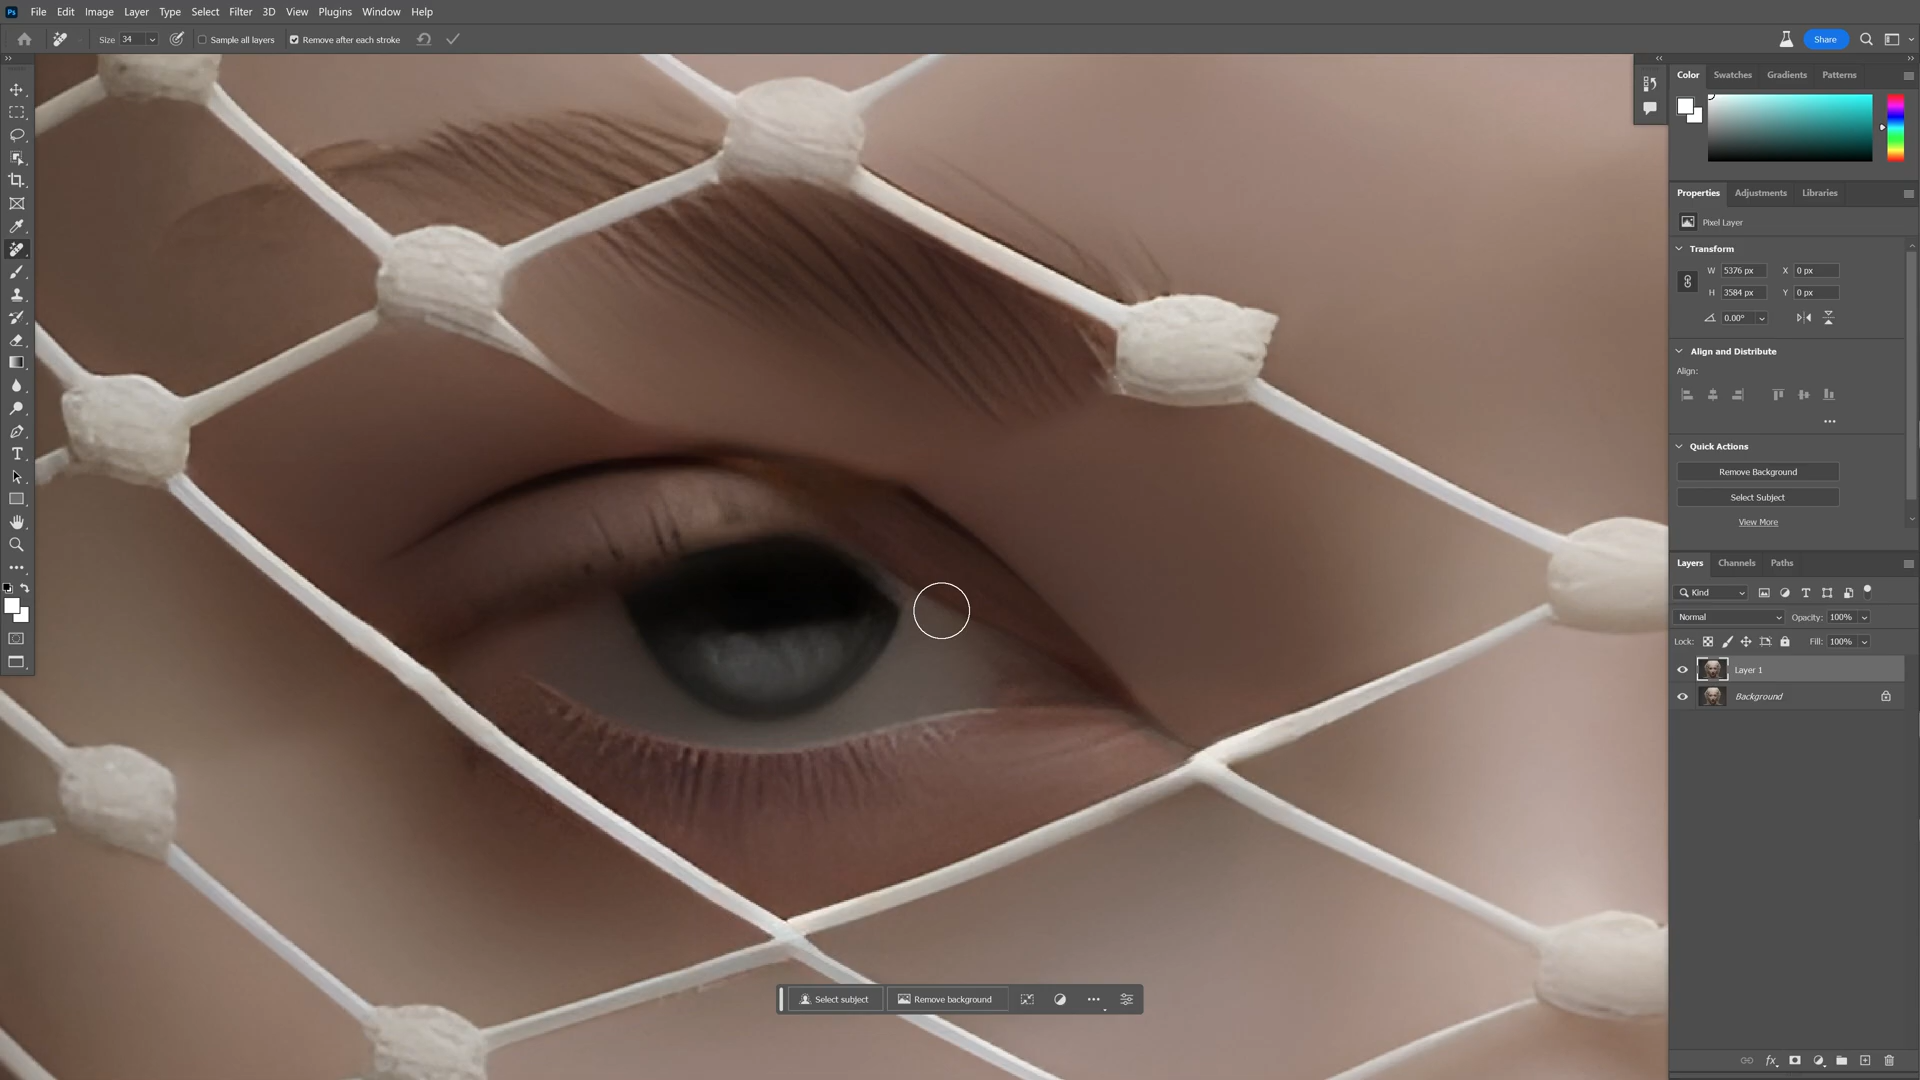 Ps File Edit Image Layer Type Select Filter 3D View Plugins Window Help
Size 34 Sample all layers Remove after each stroke Share
Color Swatches Gradients Patterns
Properties Adjustments Libraries
Pixel Layer
Transform
W 5376 px X 0 px
H 3584 px Y 0 px
0.00°
Align and Distribute
Align:
Quick Actions
Remove Background
Select Subject
View More
Layers Channels Paths
Kind
Normal Opacity: 100%
Lock: Fill: 100%
Layer 1
Background
Select subject Remove background
fx